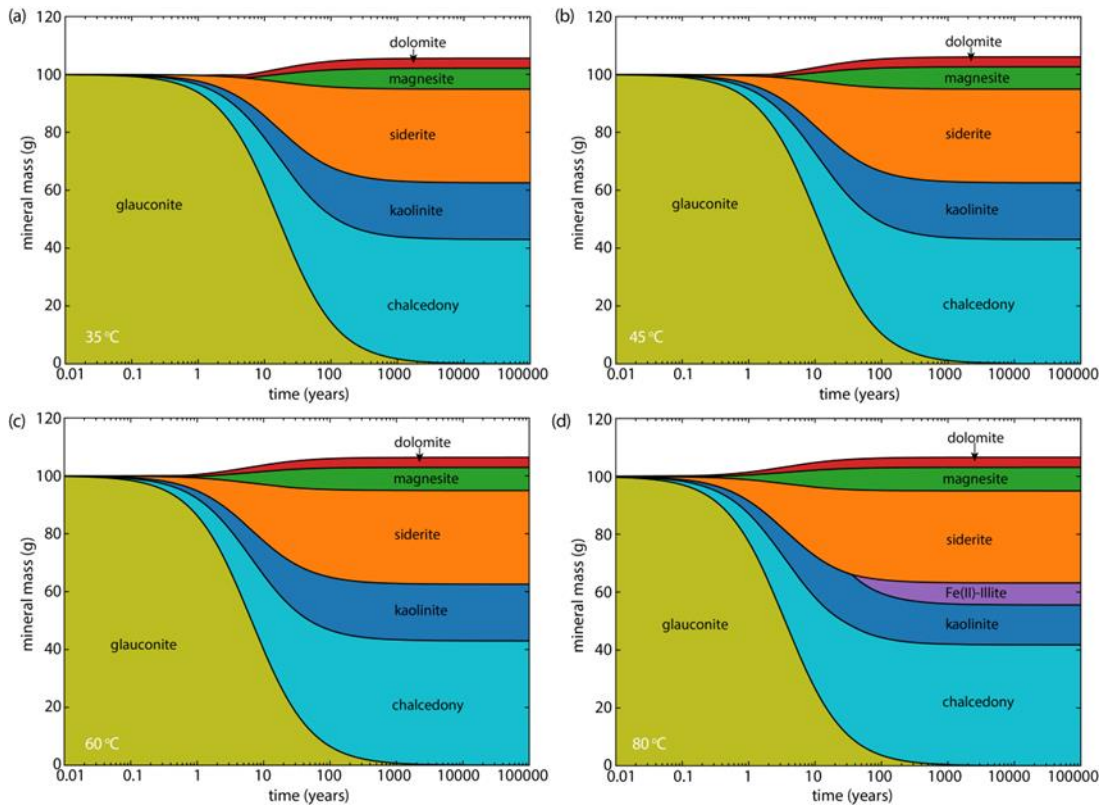 (a)
120
100
80
60
40
20
0
mineral mass (g)
dolomite
magnesite
siderite
kaolinite
glauconite
chalcedony
35 °C
0.01 0.1 1 10 100 1000 10000 100000
time (years)
(b)
120
100
80
60
40
20
0
mineral mass (g)
dolomite
magnesite
siderite
kaolinite
glauconite
chalcedony
45 °C
0.01 0.1 1 10 100 1000 10000 100000
time (years)
(c)
120
100
80
60
40
20
0
mineral mass (g)
dolomite
magnesite
siderite
kaolinite
glauconite
chalcedony
60 °C
0.01 0.1 1 10 100 1000 10000 100000
time (years)
(d)
120
100
80
60
40
20
0
mineral mass (g)
dolomite
magnesite
siderite
Fe(II)-Illite
kaolinite
glauconite
chalcedony
80 °C
0.01 0.1 1 10 100 1000 10000 100000
time (years)